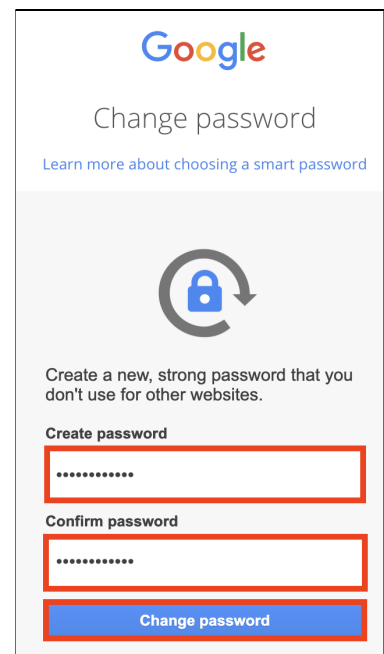 Google
Change password
Learn more about choosing a smart password
Create a new, strong password that you
don't use for other websites.
Create password
••••••••••••
Confirm password
••••••••••••
Change password